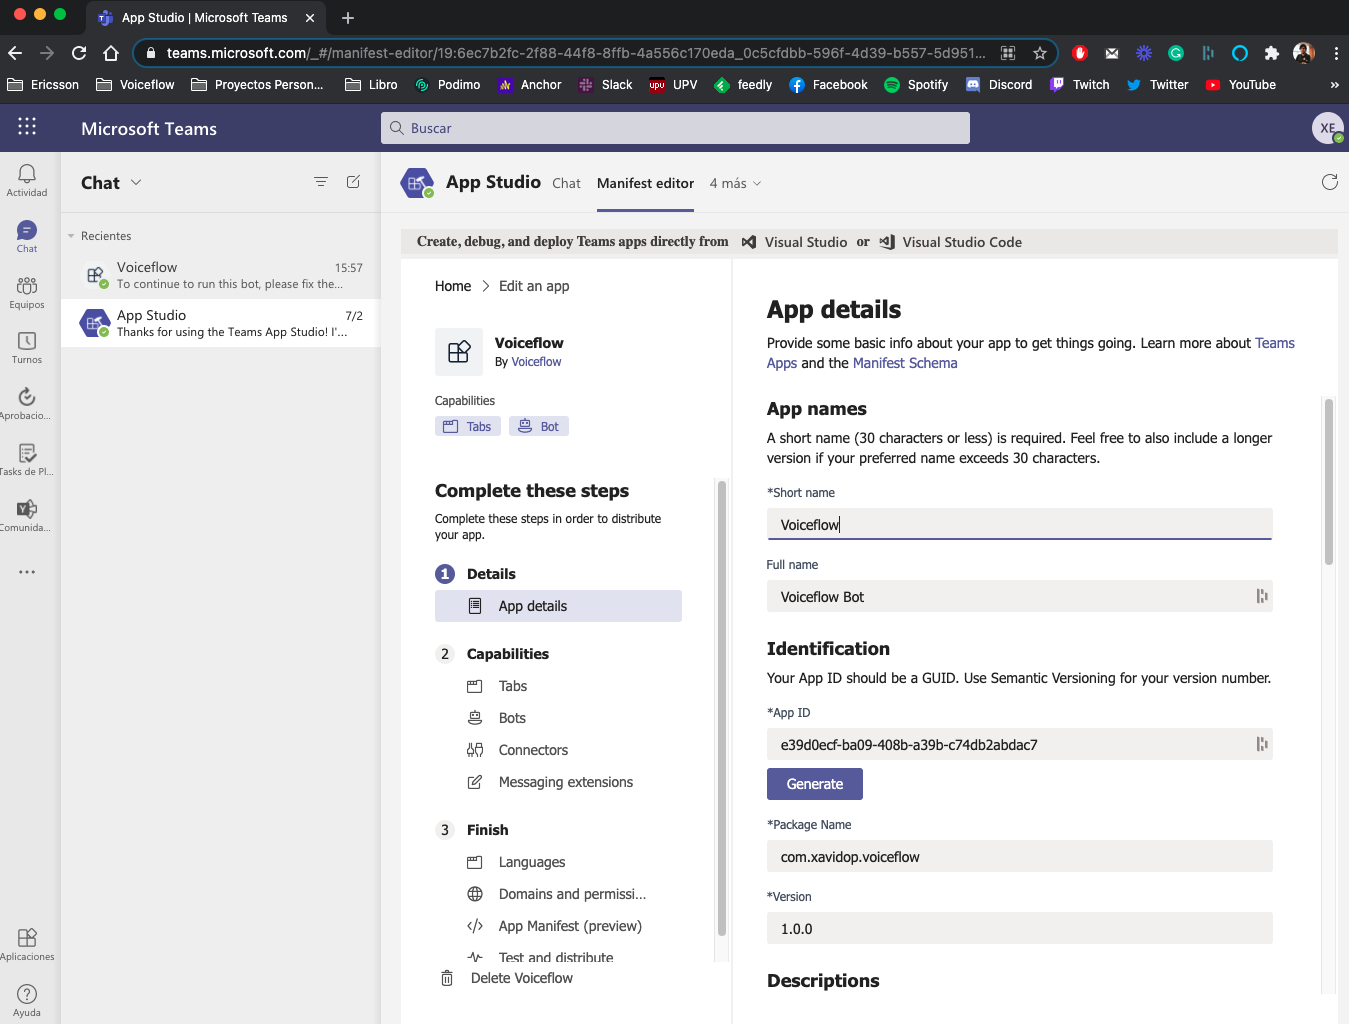 App Studio | Microsoft Teams
teams.microsoft.com/_#/manifest-editor/19:6ec7b2fc-2f88-44f8-8ffb-4a556c170eda_0c5cfdbb-596f-4d39-b557-5d951...
Ericsson
Voiceflow
Proyectos Person...
Libro
Podimo
Anchor
Slack
UPV
feedly
Facebook
Spotify
Discord
Twitch
Twitter
YouTube
»
Microsoft Teams
Buscar
XE
Actividad
Chat
Equipos
Turnos
Aprobacio...
Tasks de Pl...
Comunida...
Aplicaciones
Ayuda
Chat
Recientes
Voiceflow 15:57
To continue to run this bot, please fix the...
App Studio 7/2
Thanks for using the Teams App Studio! I'...
App Studio Chat Manifest editor 4 más
Create, debug, and deploy Teams apps directly from Visual Studio or Visual Studio Code
Home > Edit an app
Voiceflow
By Voiceflow
Capabilities
Tabs Bot
Complete these steps
Complete these steps in order to distribute
your app.
1 Details
App details
2 Capabilities
Tabs
Bots
Connectors
Messaging extensions
3 Finish
Languages
Domains and permissi...
App Manifest (preview)
Test and distribute
Delete Voiceflow
App details
Provide some basic info about your app to get things going. Learn more about Teams
Apps and the Manifest Schema
App names
A short name (30 characters or less) is required. Feel free to also include a longer
version if your preferred name exceeds 30 characters.
*Short name
Voiceflow
Full name
Voiceflow Bot
Identification
Your App ID should be a GUID. Use Semantic Versioning for your version number.
*App ID
e39d0ecf-ba09-408b-a39b-c74db2abdac7
Generate
*Package Name
com.xavidop.voiceflow
*Version
1.0.0
Descriptions